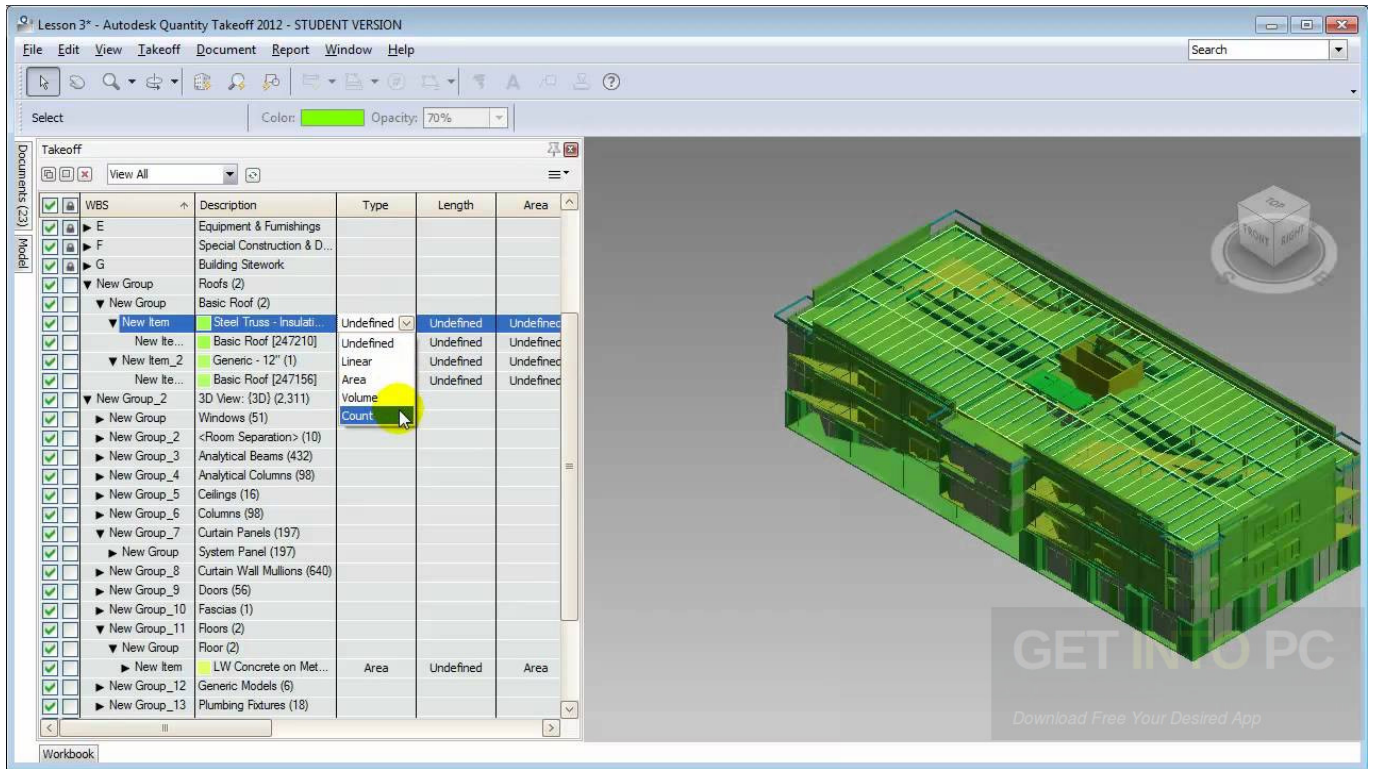 Lesson 3* - Autodesk Quantity Takeoff 2012 - STUDENT VERSION
File Edit View Takeoff Document Report Window Help Search
A ?
Select Color: Opacity: 70%
Documents (23)
Model
Takeoff
View All
WBS Description Type Length Area
E Equipment & Furnishings
F Special Construction & D...
G Building Sitework
New Group Roofs (2)
New Group Basic Roof (2)
New Item Steel Truss - Insulati... Undefined Undefined Undefined
New Ite... Basic Roof [247210] Undefined Undefined Undefined
New Item_2 Generic - 12" (1) Linear Undefined Undefined
New Ite... Basic Roof [247156] Area Undefined Undefined
New Group_2 3D View: {3D} (2,311) Volume
New Group Windows (51) Count
New Group_2 <Room Separation> (10)
New Group_3 Analytical Beams (432)
New Group_4 Analytical Columns (98)
New Group_5 Ceilings (16)
New Group_6 Columns (98)
New Group_7 Curtain Panels (197)
New Group System Panel (197)
New Group_8 Curtain Wall Mullions (640)
New Group_9 Doors (56)
New Group_10 Fascias (1)
New Group_11 Floors (2)
New Group Floor (2)
New Item LW Concrete on Met... Area Undefined Area
New Group_12 Generic Models (6)
New Group_13 Plumbing Fixtures (18)
Workbook
TOP
FRONT RIGHT
S E
GET INTO PC
Download Free Your Desired App